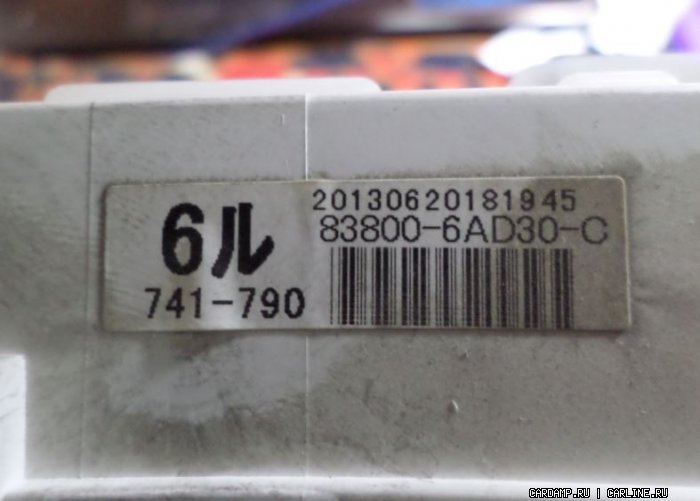 20130620181945
6ル 83800-6AD30-C
741-790
CARDAMP.RU | CARLINE.RU